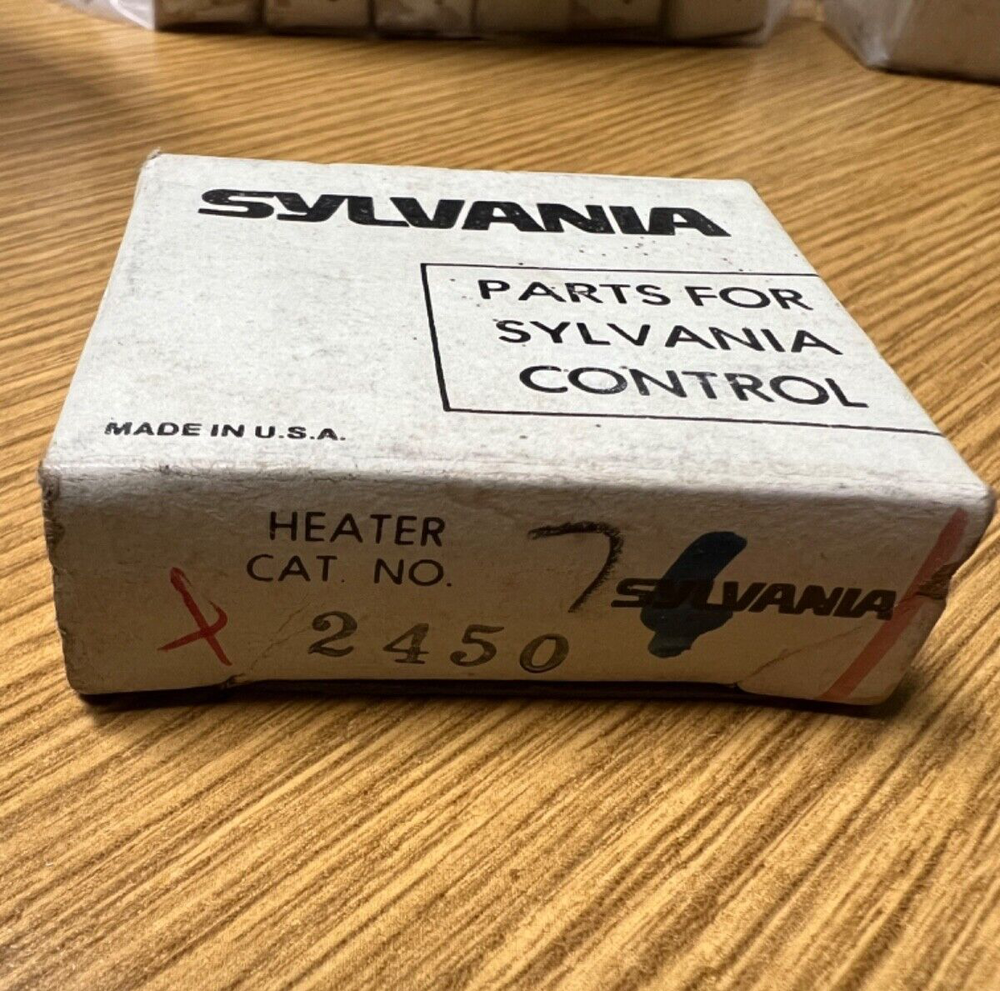 SYLVANIA
PARTS FOR
SYLVANIA
CONTROL
MADE IN U.S.A.
HEATER
CAT. NO.
2450
7
SYLVANIA